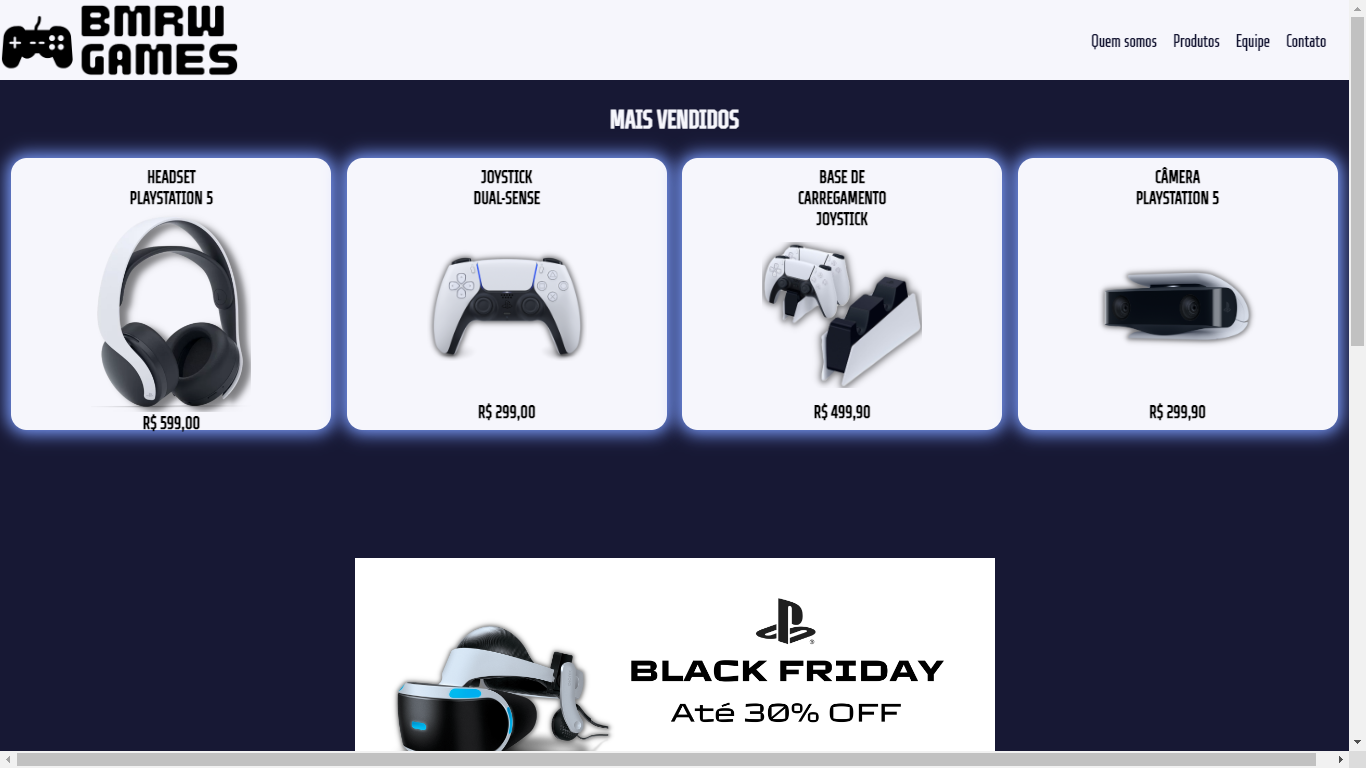 BMRW
GAMES
Quem somos Produtos Equipe Contato
MAIS VENDIDOS
HEADSET
PLAYSTATION 5
R$ 599,00
JOYSTICK
DUAL-SENSE
R$ 299,00
BASE DE
CARREGAMENTO
JOYSTICK
R$ 499,90
CÂMERA
PLAYSTATION 5
R$ 299,90
BLACK FRIDAY
Até 30% OFF